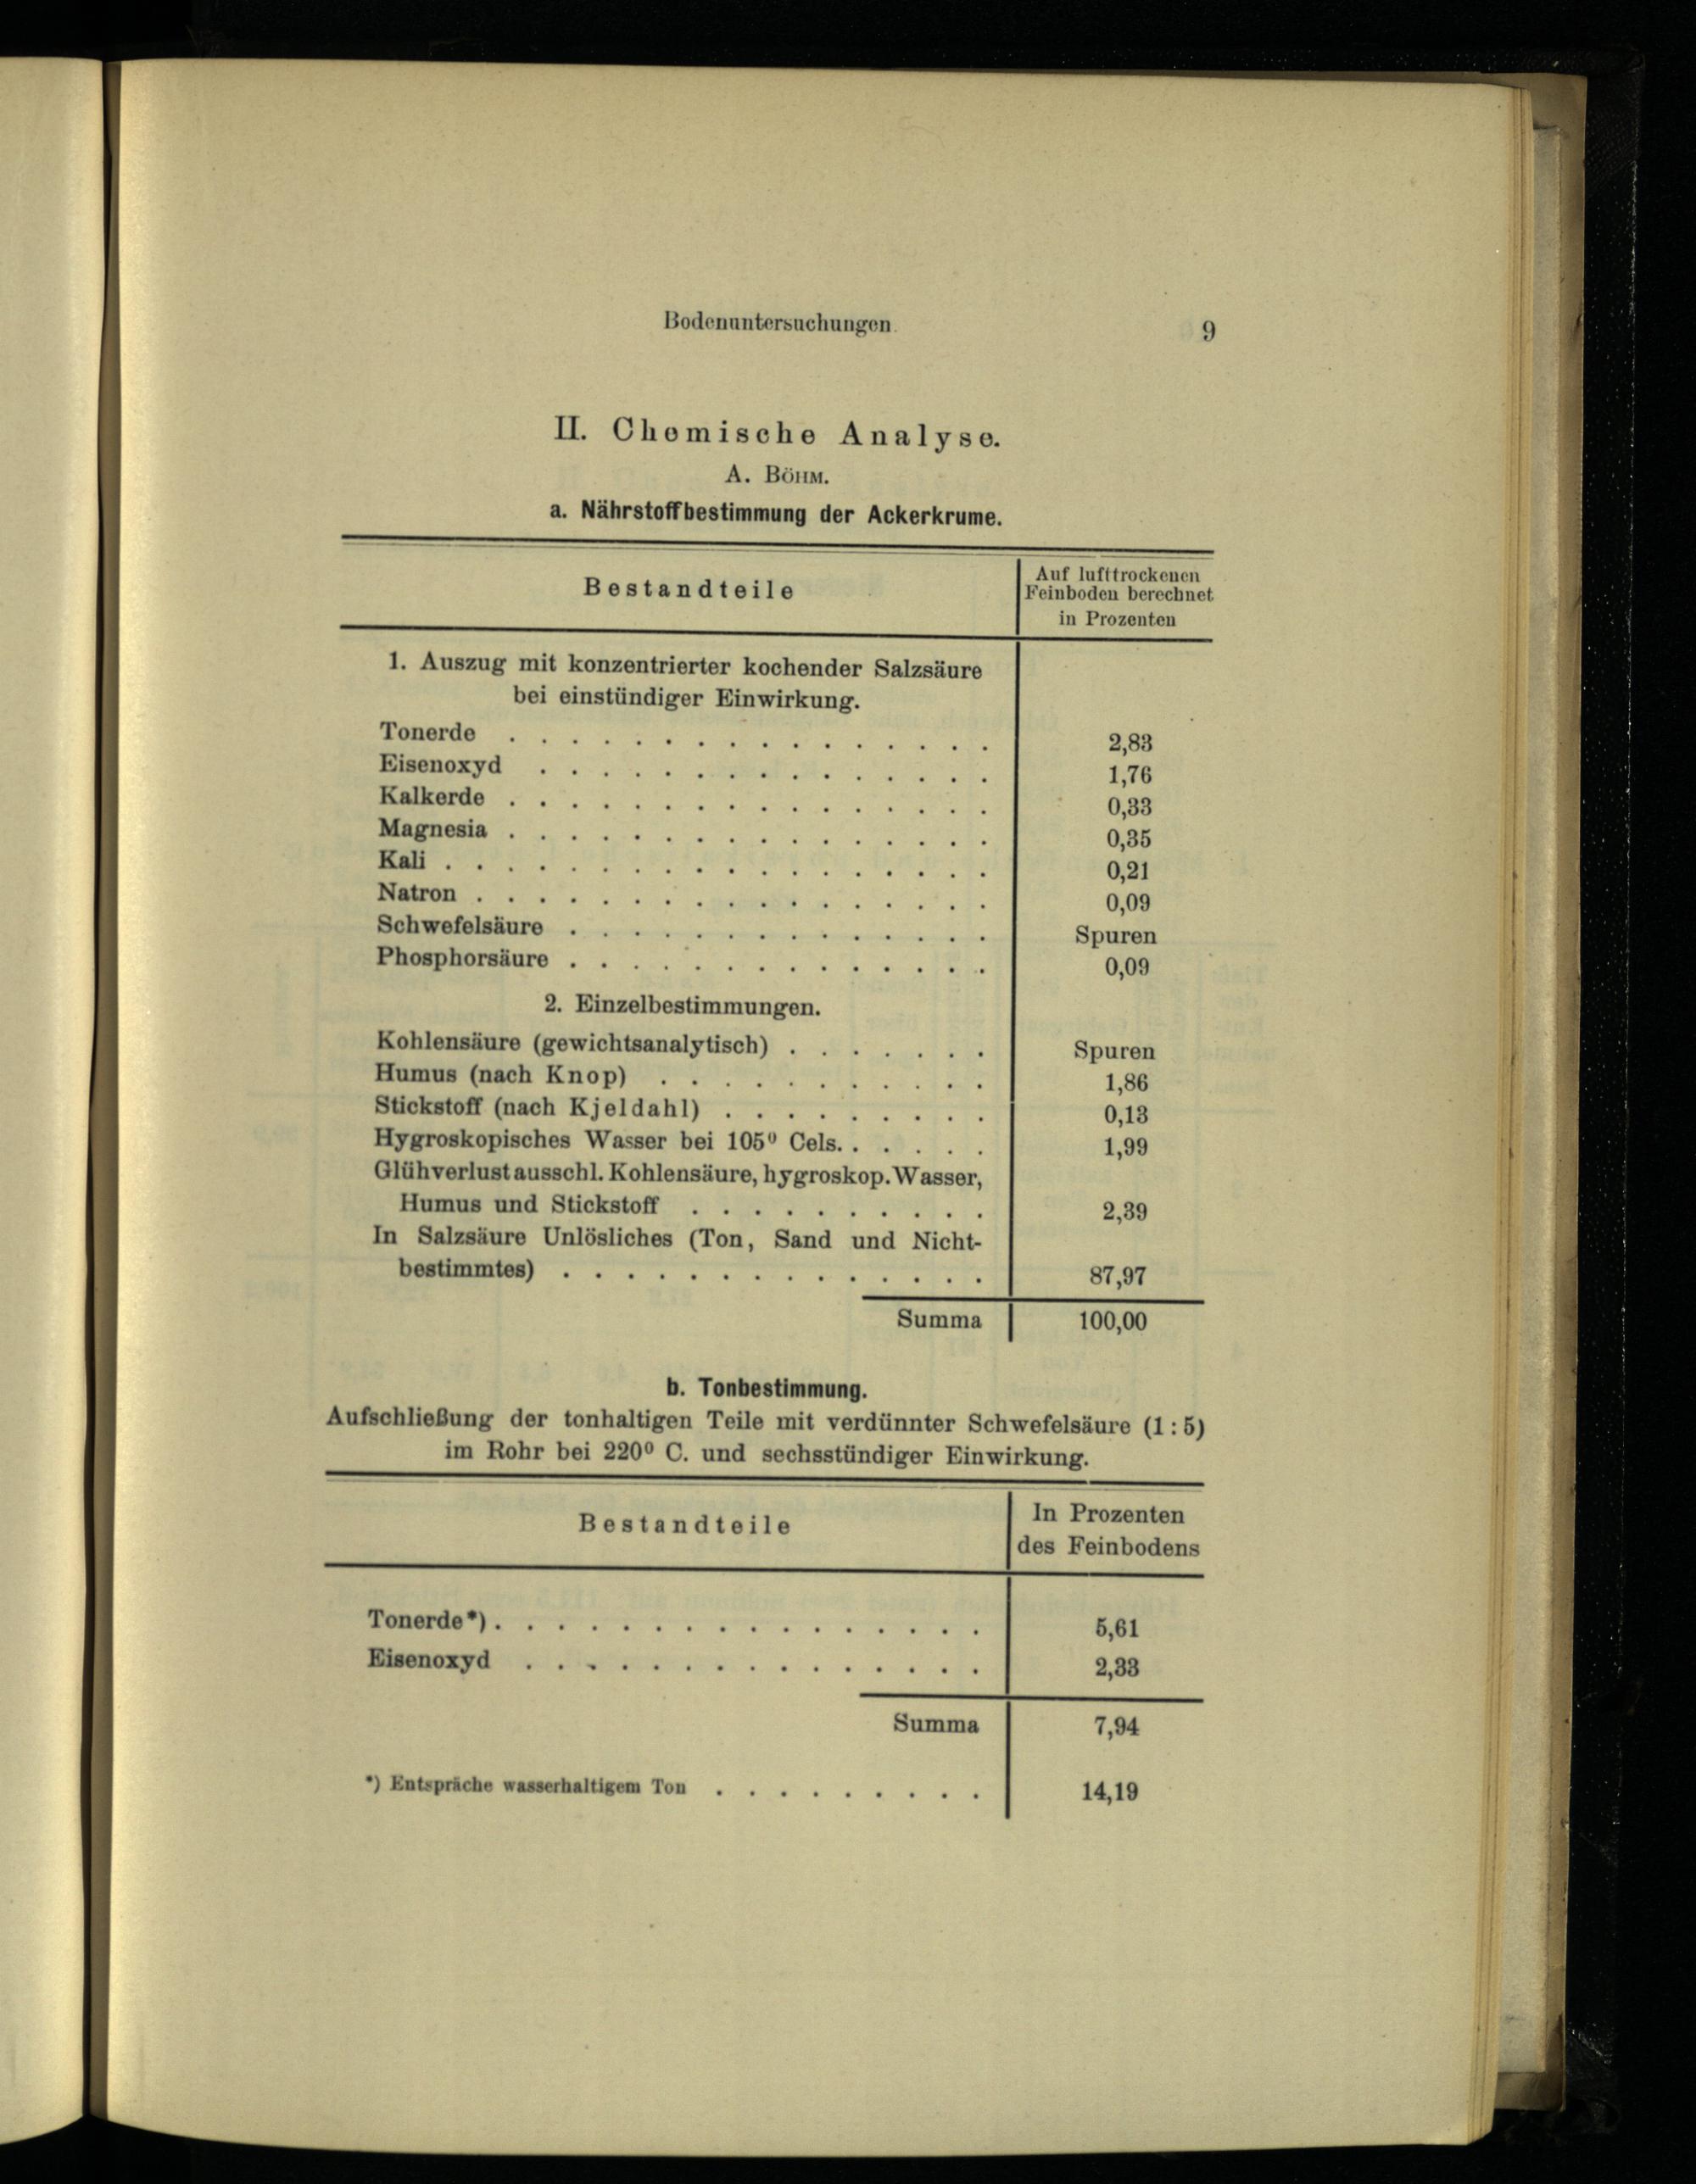 Bodenuntersuchungen. 9
II. Chemische Analyse.
A. BÖHM.
a. Nährstoffbestimmung der Ackerkrume.
Bestandteile
Auf lufttrockenen
Feinboden berechnet
in Prozenten
1. Auszug mit konzentrierter kochender Salzsäure
bei einstündiger Einwirkung.
Tonerde . . . . . . . . . . . . . . . . 2,83
Eisenoxyd . . . . . . . . . . . . . . . 1,76
Kalkerde . . . . . . . . . . . . . . . . 0,33
Magnesia . . . . . . . . . . . . . . . . 0,35
Kali . . . . . . . . . . . . . . . . . . 0,21
Natron . . . . . . . . . . . . . . . . . 0,09
Schwefelsäure . . . . . . . . . . . . . . Spuren
Phosphorsäure . . . . . . . . . . . . . . 0,09
2. Einzelbestimmungen.
Kohlensäure (gewichtsanalytisch) . . . . . . . Spuren
Humus (nach Knop) . . . . . . . . . . . 1,86
Stickstoff (nach Kjeldahl) . . . . . . . . . 0,13
Hygroskopisches Wasser bei 105⁰ Cels. . . . . . 1,99
Glühverlust ausschl. Kohlensäure, hygroskop. Wasser,
Humus und Stickstoff . . . . . . . . . . 2,39
In Salzsäure Unlösliches (Ton, Sand und Nicht-
bestimmtes) . . . . . . . . . . . . . . 87,97
Summa 100,00
b. Tonbestimmung.
Aufschließung der tonhaltigen Teile mit verdünnter Schwefelsäure (1 : 5)
im Rohr bei 220⁰ C. und sechsstündiger Einwirkung.
Bestandteile
In Prozenten
des Feinbodens
Tonerde*) . . . . . . . . . . . . . . . . 5,61
Eisenoxyd . . . . . . . . . . . . . . . 2,33
Summa 7,94
*) Entspräche wasserhaltigem Ton . . . . . . . . . 14,19